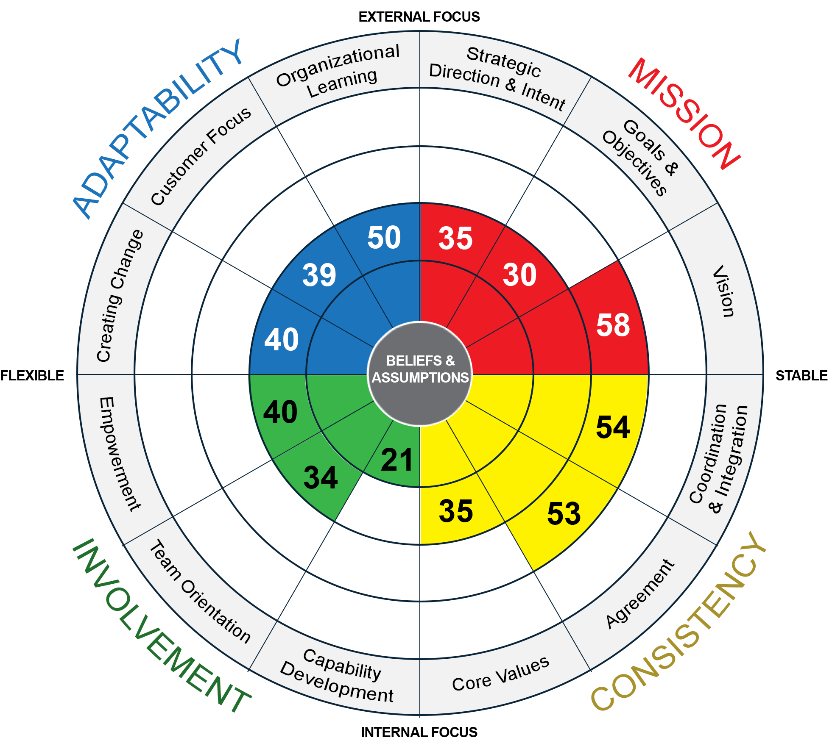 EXTERNAL FOCUS
ADAPTABILITY
MISSION
Organizational
Learning
Strategic
Direction & Intent
Customer Focus
Goals &
Objectives
Creating Change
Vision
50
35
39
30
40
58
FLEXIBLE
BELIEFS &
ASSUMPTIONS
STABLE
40
54
34
21
35
53
Empowerment
Coordination
& Integration
Team Orientation
Agreement
Capability
Development
Core Values
INVOLVEMENT
CONSISTENCY
INTERNAL FOCUS